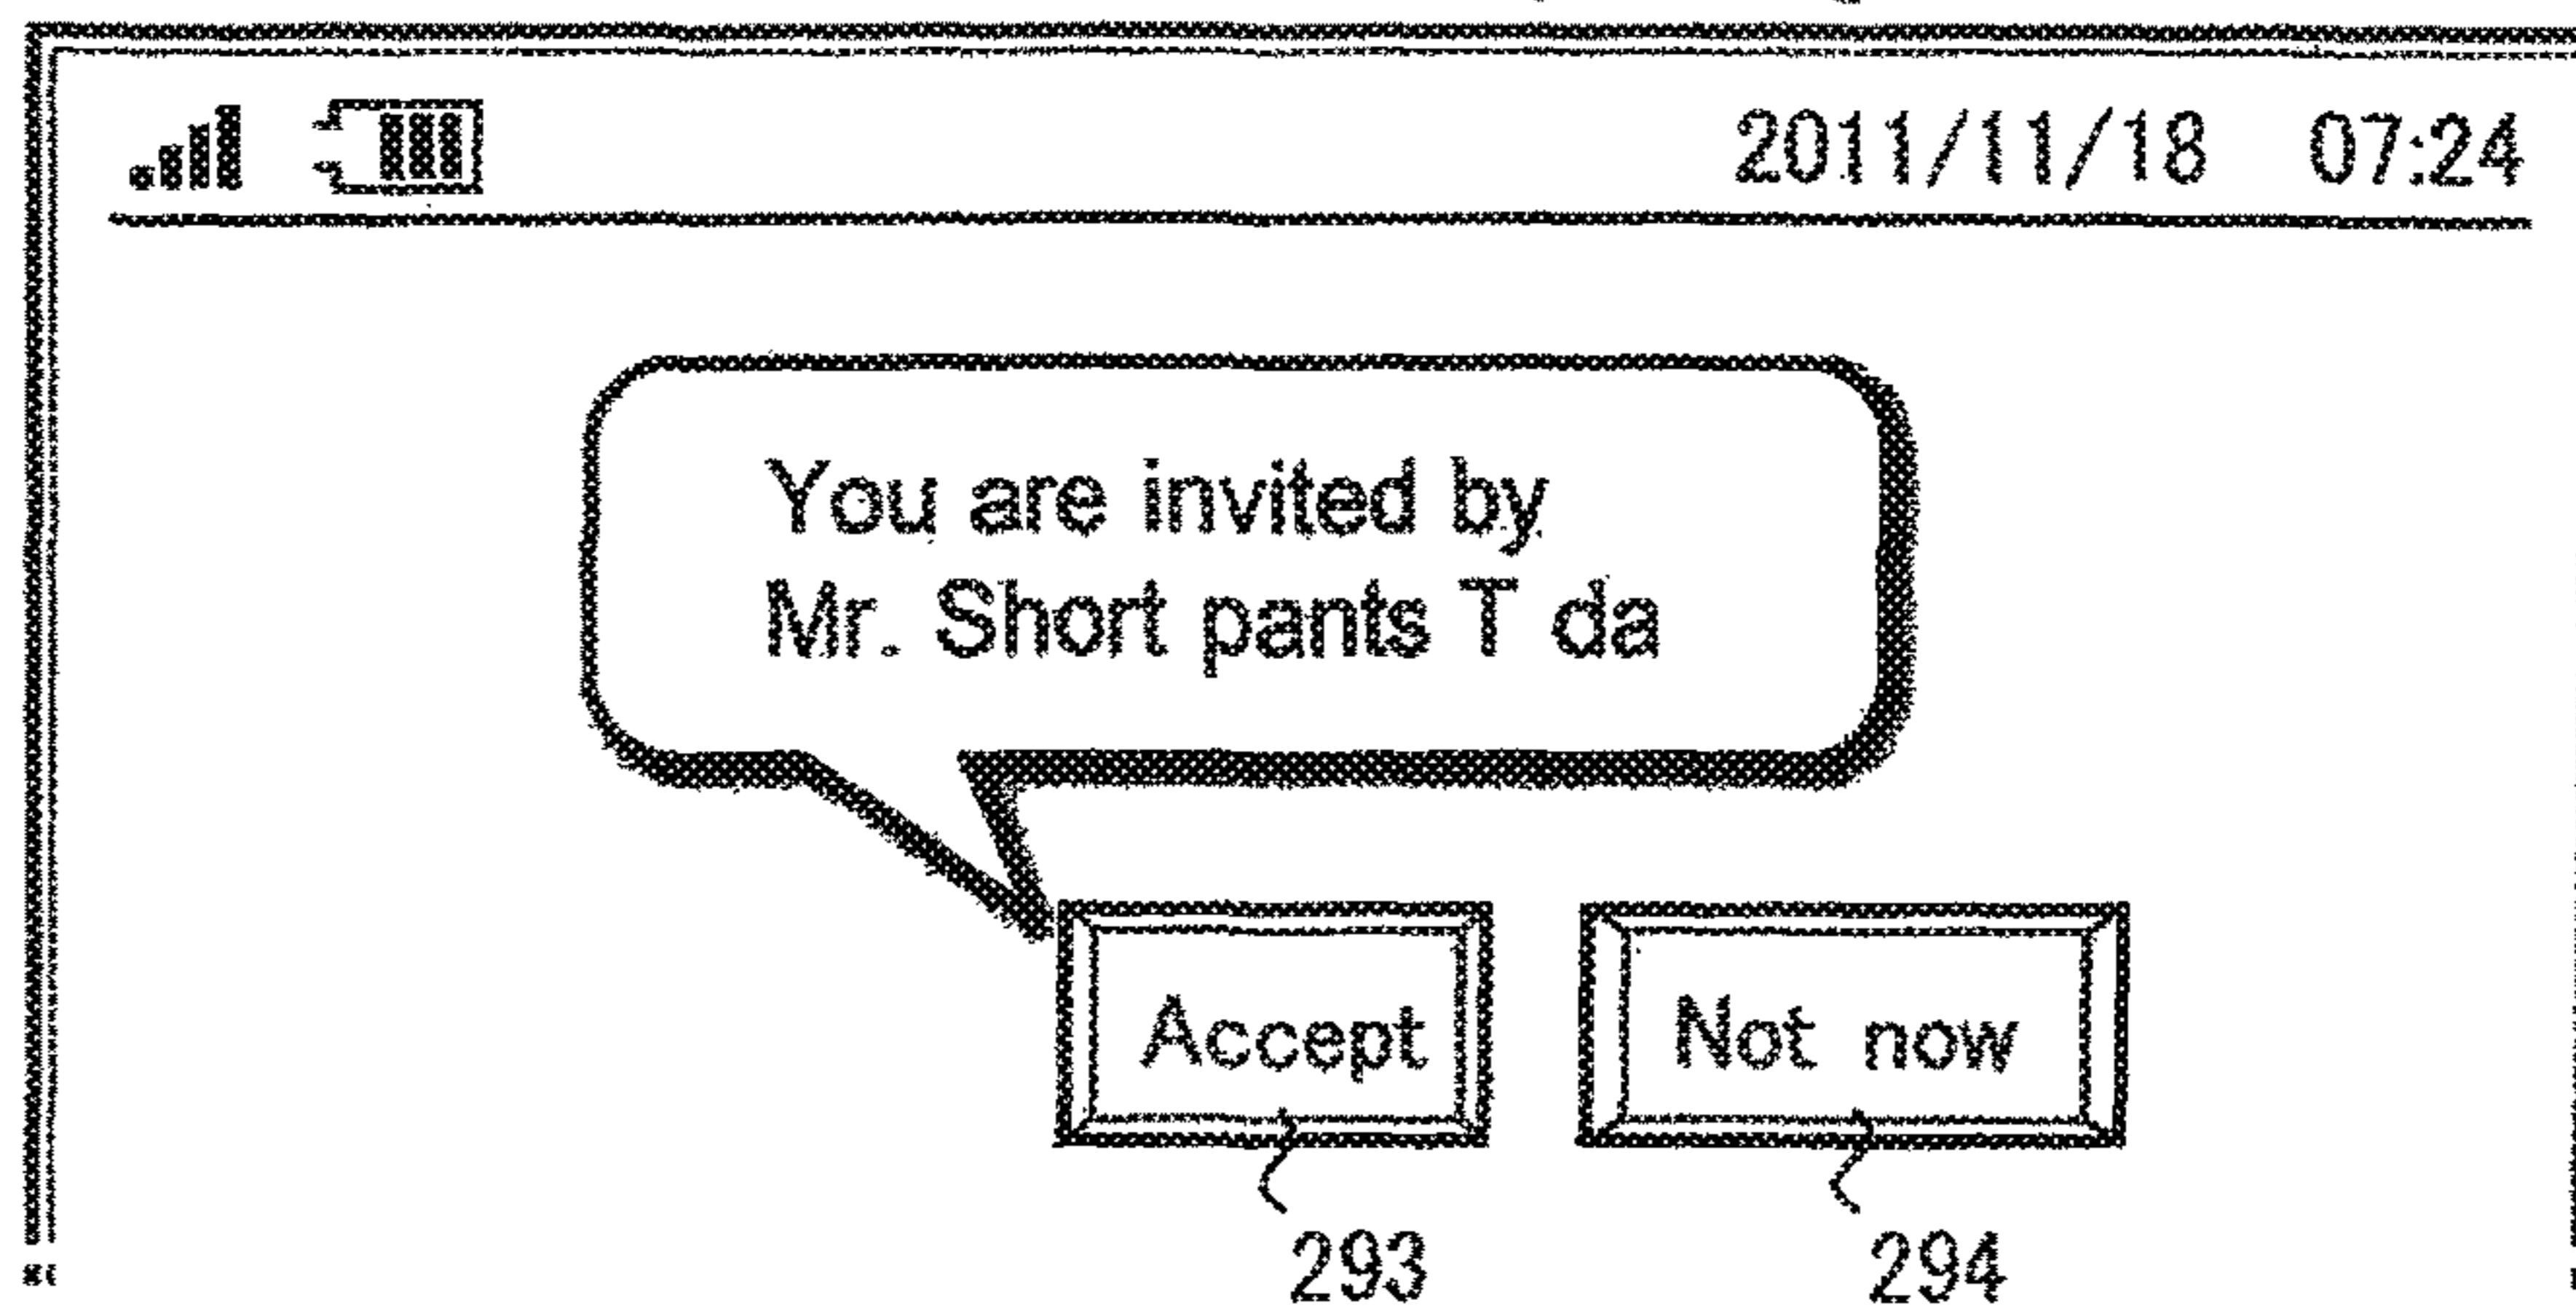 2011/11/18 07:24
You are invited by
Mr. Short pants T da
Accept Not now
293 294